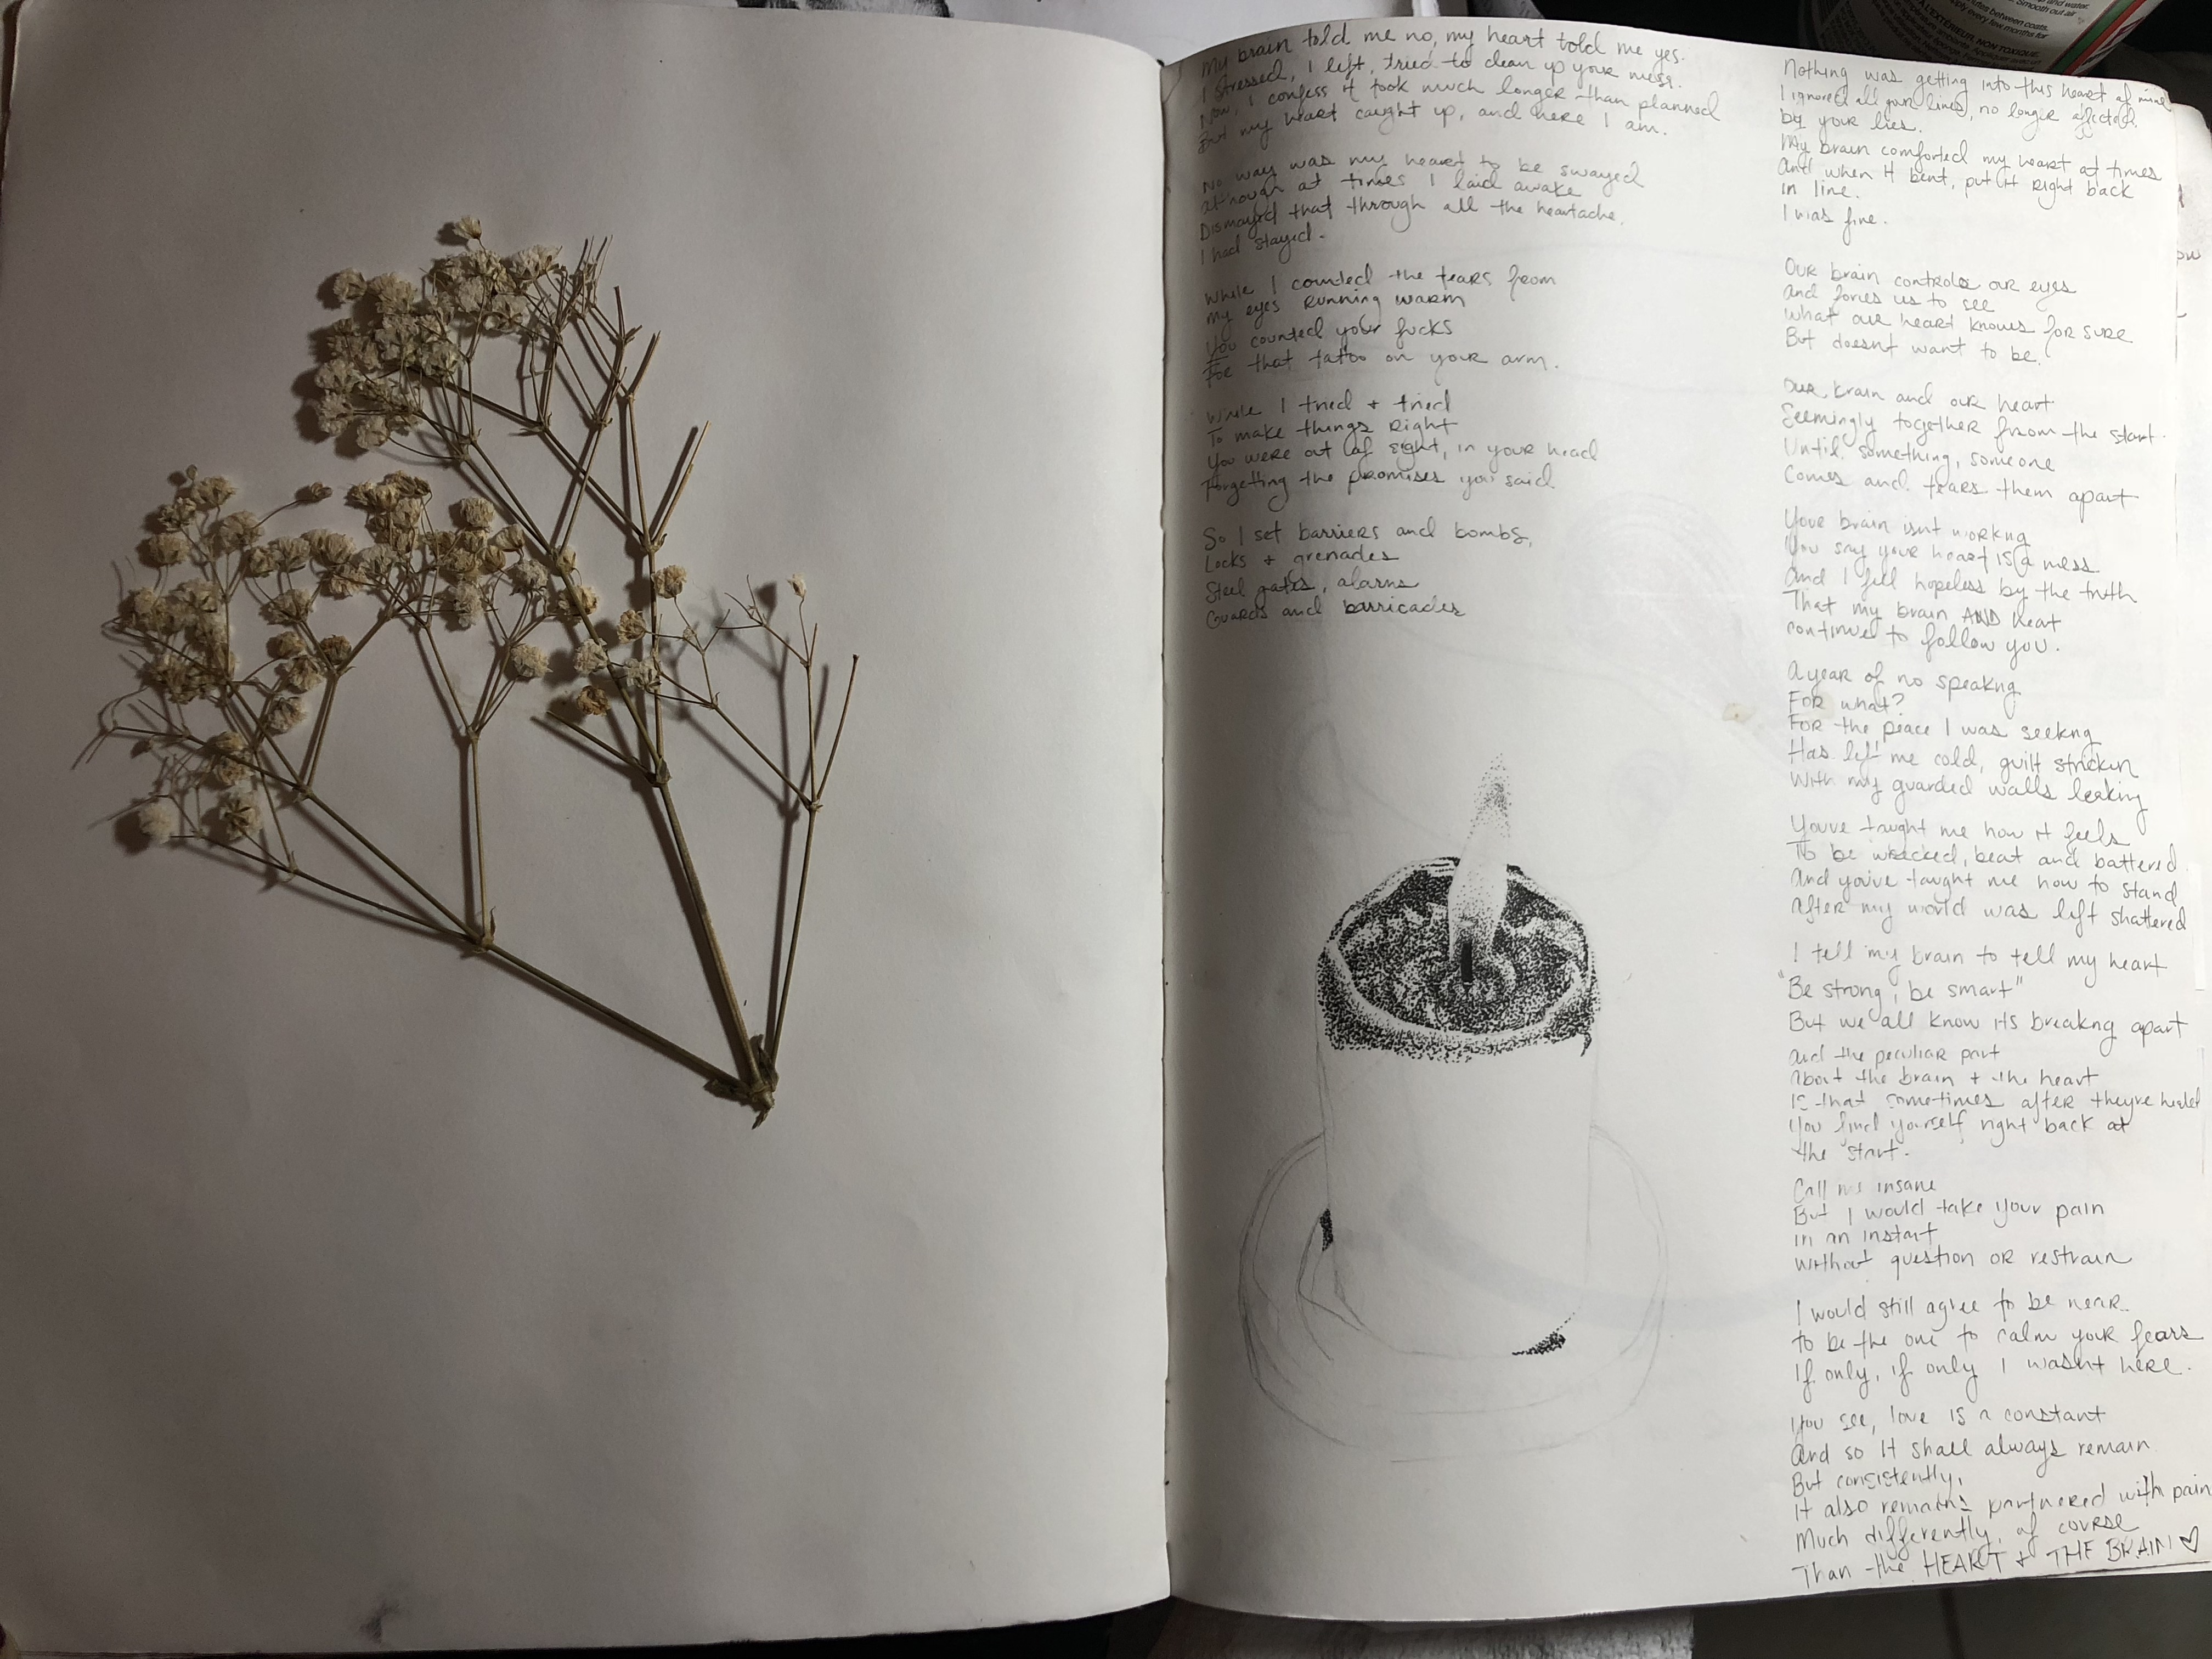 My brain told me no, my heart told me yes.
I stressed, I left, tried to clean up your mess.
Now, I confess it took much longer than planned
But my heart caught up, and here I am.
No way was my heart to be swayed
although at times I laid awake
Dismayed that through all the heartache,
I had stayed.
While I counted the tears from
my eyes running warm
You counted your fucks
For that tattoo on your arm.
While I tried + tried
To make things right
You were out of sight, in your head
Forgetting the promises you said.
So I set barriers and bombs,
Locks + grenades
Steel gates, alarms
Guards and barricades
Nothing was getting into this heart of mine
I ignored all your lines, no longer affected
by your lies.
My brain comforted my heart at times
And when it bent, put it right back
in line.
I was fine.
Our brain controls our eyes
and forces us to see
what our heart knows for sure
But doesnt want to be.
Our brain and our heart
Seemingly together from the start.
Until something, someone
Comes and tears them apart
Your brain isnt working
You say your heart is a mess
and I feel hopeless by the truth
That my brain AND heart
continue to follow you.
A year of no speaking
For what?
For the peace I was seeking
Has left me cold, guilt stricken
With my guarded walls leaking
Youve taught me how it feels
To be wrecked, beat and battered
and youve taught me how to stand
after my world was left shattered
I tell my brain to tell my heart
"Be strong, be smart"
But we all know its breaking apart
and the peculiar part
About the brain + the heart
is that sometimes after theyve healed
You find yourself right back at
the start.
Call me insane
But I would take your pain
in an instant
without question or restrain
I would still agree to be near
to be the one to calm your fears
If only, if only I wasnt here.
You see, love is a constant
And so it shall always remain
But consistently,
It also remains partnered with pain
Much differently, of course
Than the HEART + THE BRAIN ♡
À L'EXTÉRIEUR. NON TOXIQUE.